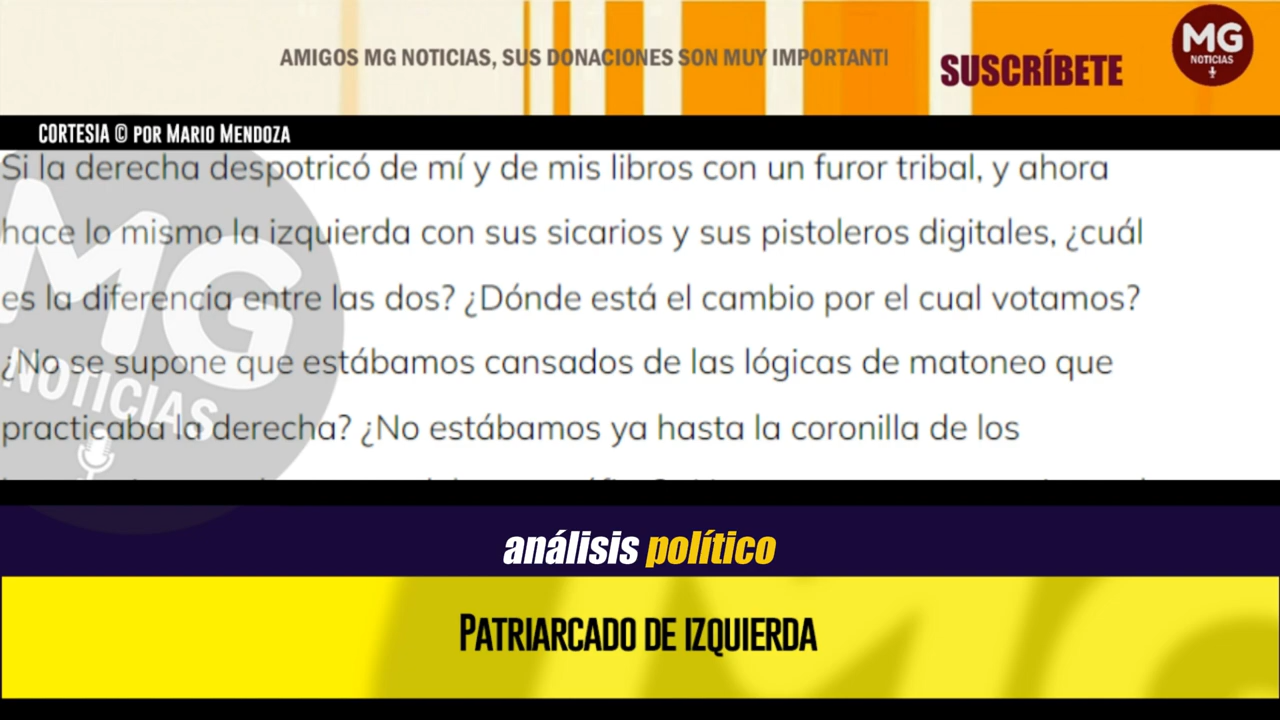 AMIGOS MG NOTICIAS, SUS DONACIONES SON MUY IMPORTANT
SUSCRÍBETE
MG
NOTICIAS
CORTESIA © POR MARIO MENDOZA
Si la derecha despotricó de mí y de mis libros con un furor tribal, y ahora
hace lo mismo la izquierda con sus sicarios y sus pistoleros digitales, ¿cuál
es la diferencia entre las dos? ¿Dónde está el cambio por el cual votamos?
¿No se supone que estábamos cansados de las lógicas de matoneo que
practicaba la derecha? ¿No estábamos ya hasta la coronilla de los
MG
NOTICIAS
análisis político
PATRIARCADO DE IZQUIERDA